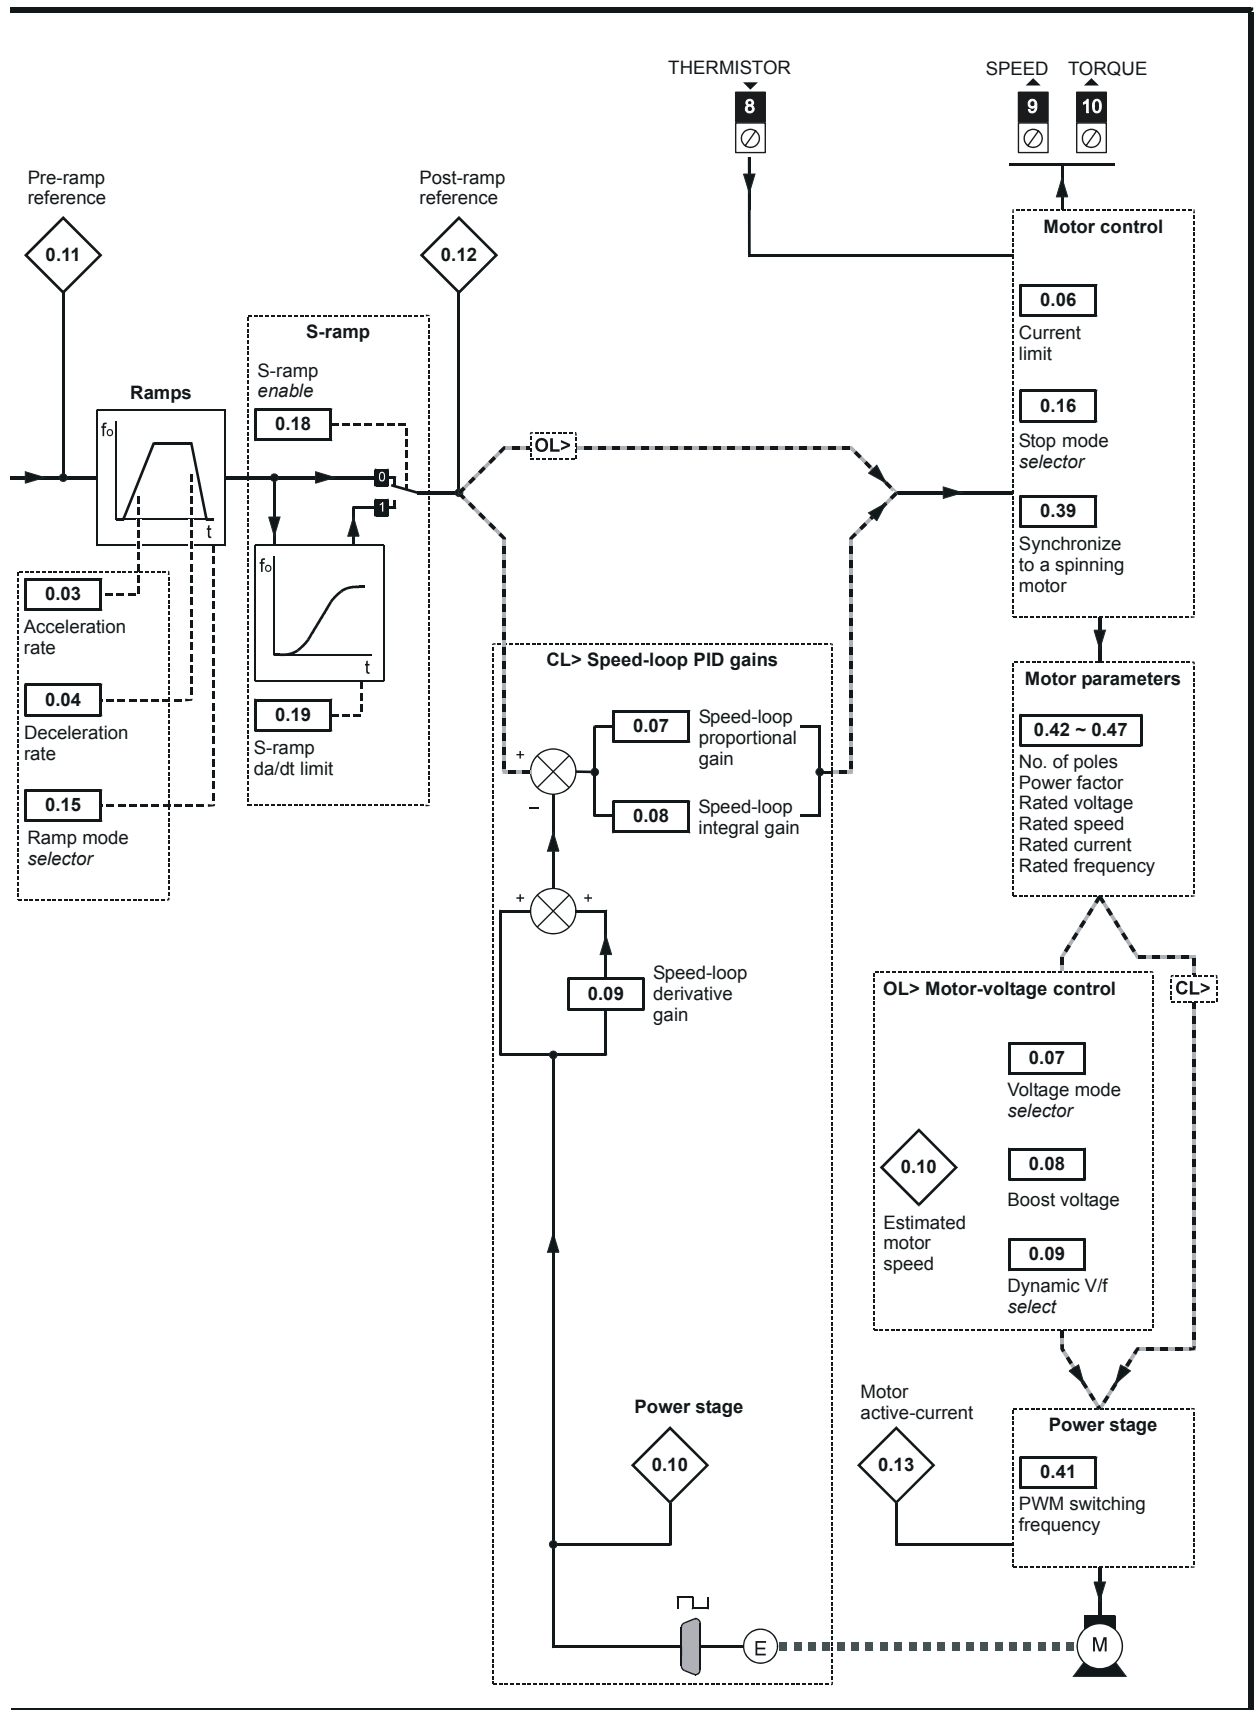 THERMISTOR
8
SPEED TORQUE
9 10
Pre-ramp
reference
0.11
Post-ramp
reference
0.12
Ramps
fo
t
0.03
Acceleration
rate
0.04
Deceleration
rate
0.15
Ramp mode
selector
S-ramp
S-ramp
enable
0.18
0
1
fo
t
0.19
S-ramp
da/dt limit
OL>
Motor control
0.06
Current
limit
0.16
Stop mode
selector
0.39
Synchronize
to a spinning
motor
CL> Speed-loop PID gains
+
−
0.07
Speed-loop
proportional
gain
0.08
Speed-loop
integral gain
+ +
0.09
Speed-loop
derivative
gain
Power stage
0.10
E
Motor parameters
0.42 ~ 0.47
No. of poles
Power factor
Rated voltage
Rated speed
Rated current
Rated frequency
OL> Motor-voltage control
CL>
0.07
Voltage mode
selector
0.10
Estimated
motor
speed
0.08
Boost voltage
0.09
Dynamic V/f
select
Motor
active-current
0.13
Power stage
0.41
PWM switching
frequency
M